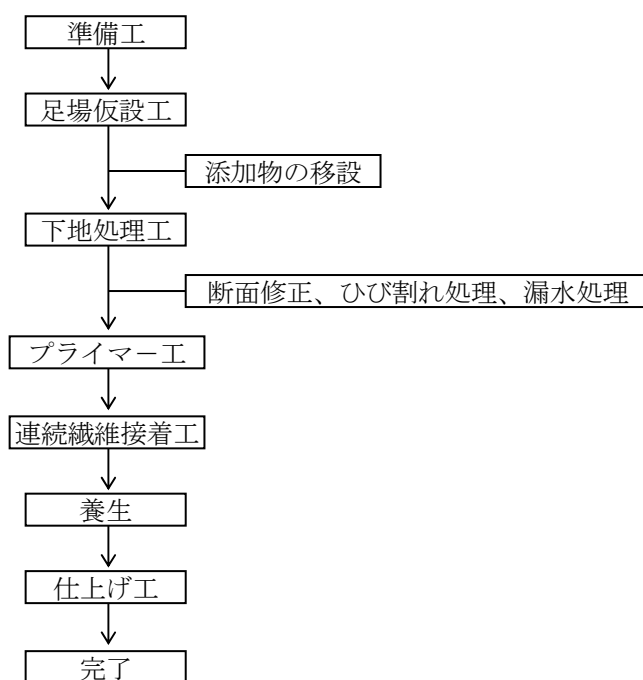 準備工
足場仮設工
添加物の移設
下地処理工
断面修正、ひび割れ処理、漏水処理
プライマー工
連続繊維接着工
養生
仕上げ工
完了